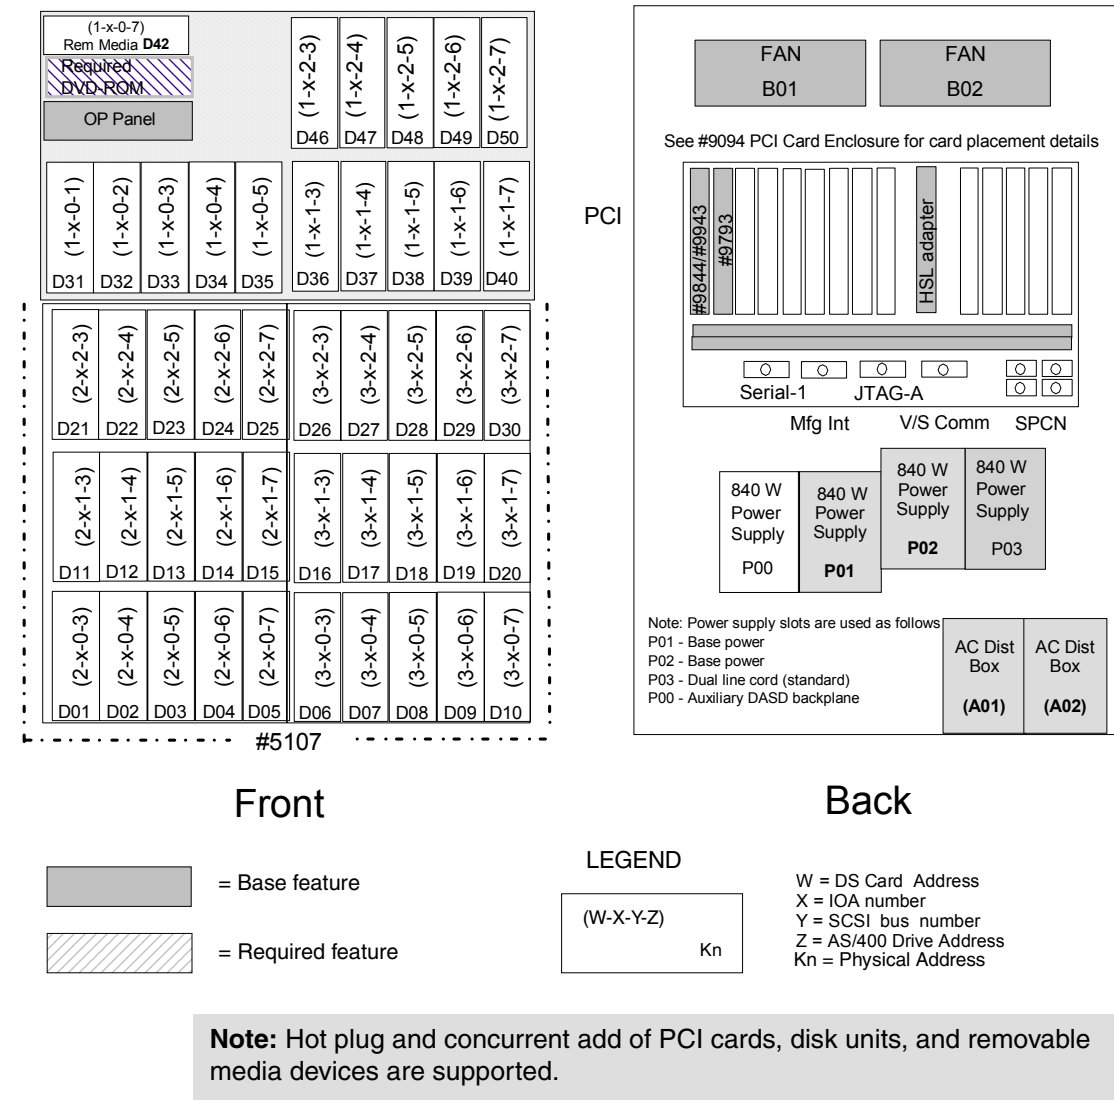 (1-x-0-7)
Rem Media D42
Required
DVD-ROM
OP Panel
(1-x-2-3) (1-x-2-4) (1-x-2-5) (1-x-2-6) (1-x-2-7)
D46 D47 D48 D49 D50
(1-x-0-1) (1-x-0-2) (1-x-0-3) (1-x-0-4) (1-x-0-5) (1-x-1-3) (1-x-1-4) (1-x-1-5) (1-x-1-6) (1-x-1-7)
D31 D32 D33 D34 D35 D36 D37 D38 D39 D40
(2-x-2-3) (2-x-2-4) (2-x-2-5) (2-x-2-6) (2-x-2-7) (3-x-2-3) (3-x-2-4) (3-x-2-5) (3-x-2-6) (3-x-2-7)
D21 D22 D23 D24 D25 D26 D27 D28 D29 D30
(2-x-1-3) (2-x-1-4) (2-x-1-5) (2-x-1-6) (2-x-1-7) (3-x-1-3) (3-x-1-4) (3-x-1-5) (3-x-1-6) (3-x-1-7)
D11 D12 D13 D14 D15 D16 D17 D18 D19 D20
(2-x-0-3) (2-x-0-4) (2-x-0-5) (2-x-0-6) (2-x-0-7) (3-x-0-3) (3-x-0-4) (3-x-0-5) (3-x-0-6) (3-x-0-7)
D01 D02 D03 D04 D05 D06 D07 D08 D09 D10
#5107
Front
FAN
B01
FAN
B02
See #9094 PCI Card Enclosure for card placement details
PCI
#9844/#9943
#9793
HSL adapter
Serial-1 JTAG-A
Mfg Int V/S Comm SPCN
840 W
Power
Supply
P00
840 W
Power
Supply
P01
840 W
Power
Supply
P02
840 W
Power
Supply
P03
Note: Power supply slots are used as follows
P01 - Base power
P02 - Base power
P03 - Dual line cord (standard)
P00 - Auxiliary DASD backplane
AC Dist
Box
(A01)
AC Dist
Box
(A02)
Back
= Base feature
= Required feature
LEGEND
(W-X-Y-Z)
Kn
W = DS Card Address
X = IOA number
Y = SCSI bus number
Z = AS/400 Drive Address
Kn = Physical Address
Note: Hot plug and concurrent add of PCI cards, disk units, and removable
media devices are supported.